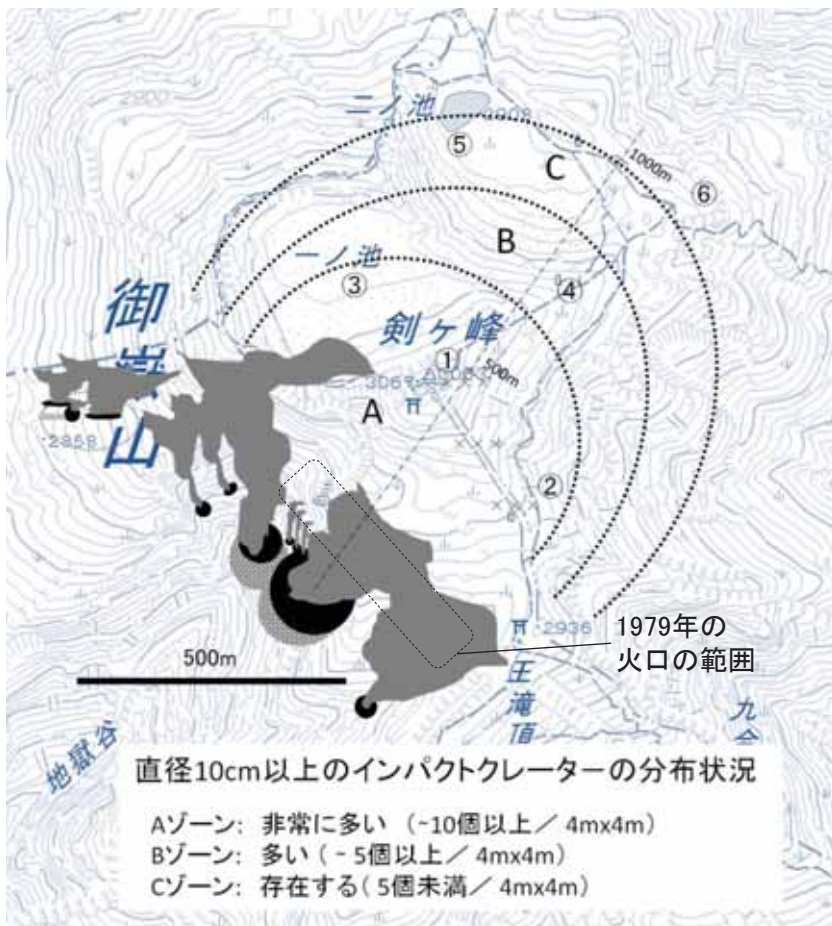 2900
二ノ池
2908
⑤
C
1000m
⑥
B
一ノ池
③
④
御嶽山
剣ヶ峰
①
500m
3067
A
2858
②
2936
1979年の
火口の範囲
500m
王滝頂
地獄谷
九合
直径10cm以上のインパクトクレーターの分布状況
Aゾーン: 非常に多い (~10個以上/ 4mx4m)
Bゾーン: 多い( ~ 5個以上/ 4mx4m)
Cゾーン: 存在する( 5個未満/ 4mx4m)